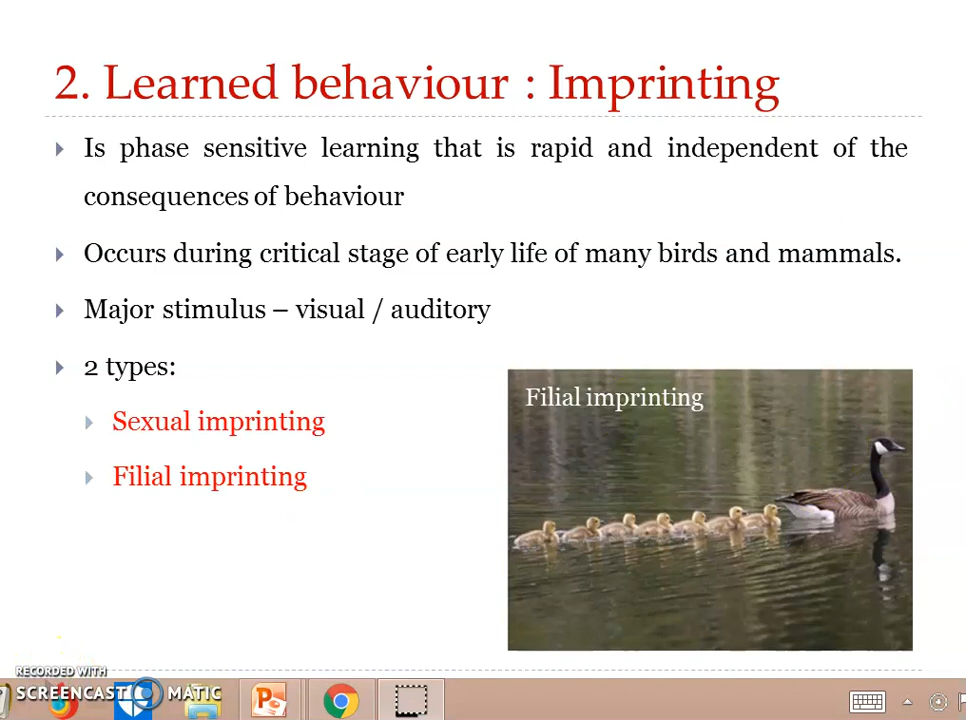 2. Learned behaviour : Imprinting
Is phase sensitive learning that is rapid and independent of the
consequences of behaviour
Occurs during critical stage of early life of many birds and mammals.
Major stimulus – visual / auditory
2 types:
Sexual imprinting
Filial imprinting
Filial imprinting
RECORDED WITH
SCREENCAST MATIC